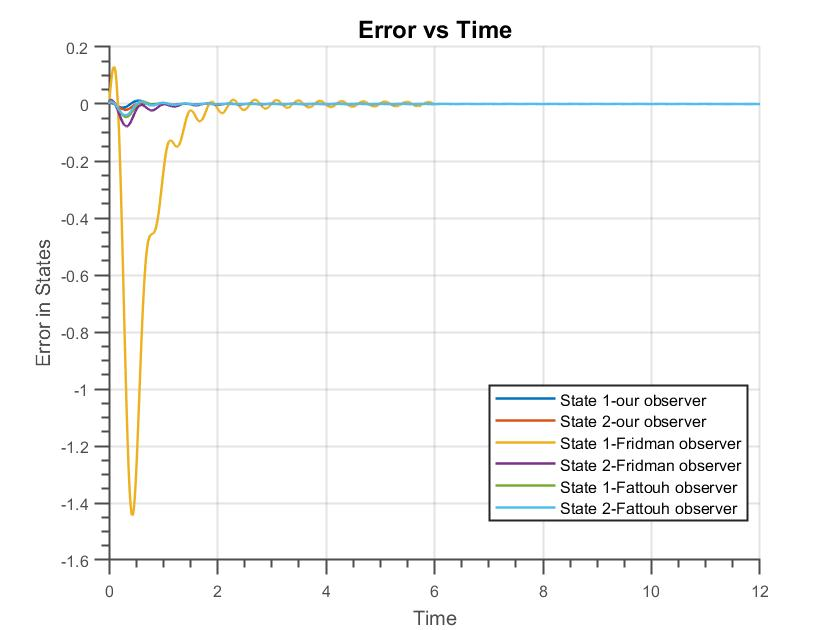 Error vs Time
0.2
0
-0.2
-0.4
-0.6
-0.8
-1
-1.2
-1.4
-1.6
Error in States
State 1-our observer
State 2-our observer
State 1-Fridman observer
State 2-Fridman observer
State 1-Fattouh observer
State 2-Fattouh observer
0 2 4 6 8 10 12
Time